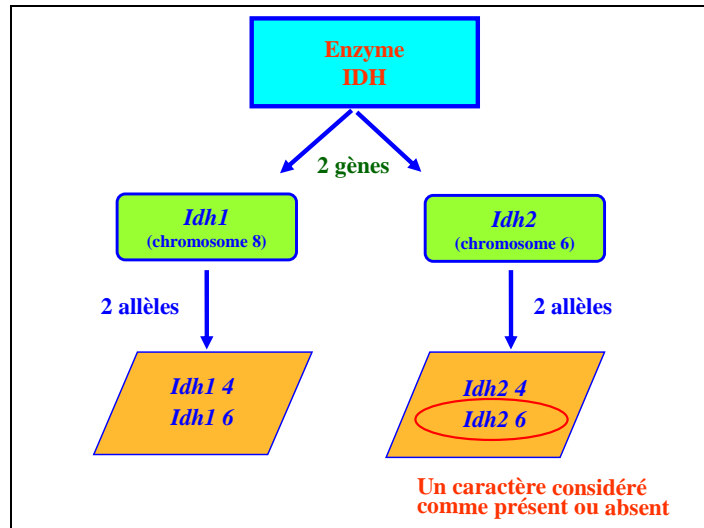 Enzyme
IDH
2 gènes
Idh1
(chromosome 8)
Idh2
(chromosome 6)
2 allèles
2 allèles
Idh1 4
Idh1 6
Idh2 4
Idh2 6
Un caractère considéré
comme présent ou absent